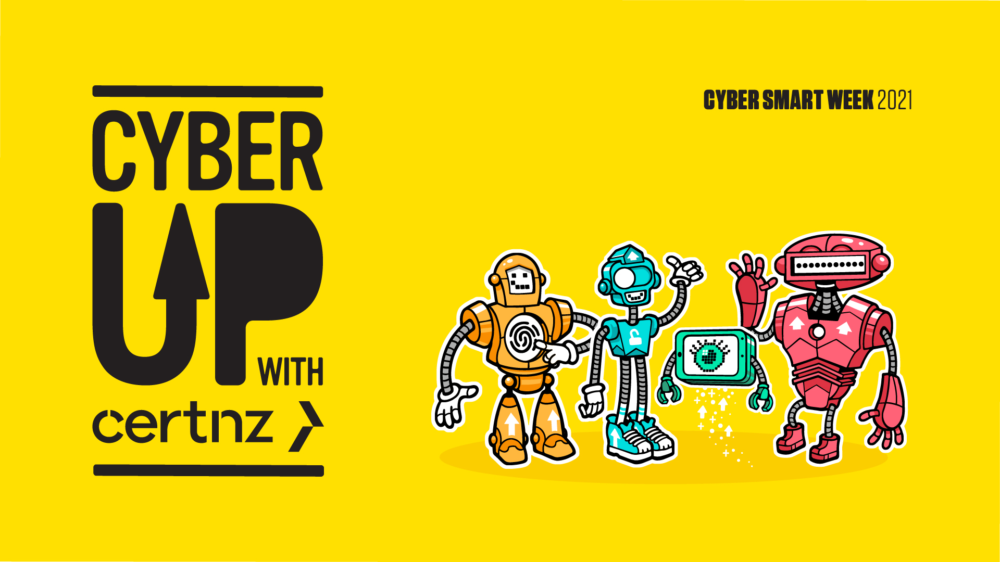 CYBER
UP
WITH
certnz
CYBER SMART WEEK 2021